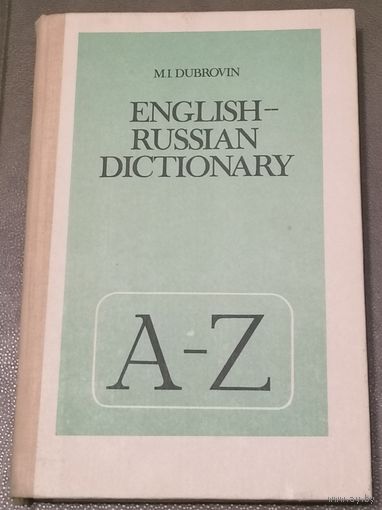 M.I. DUBROVIN
ENGLISH–
RUSSIAN
DICTIONARY
A-Z